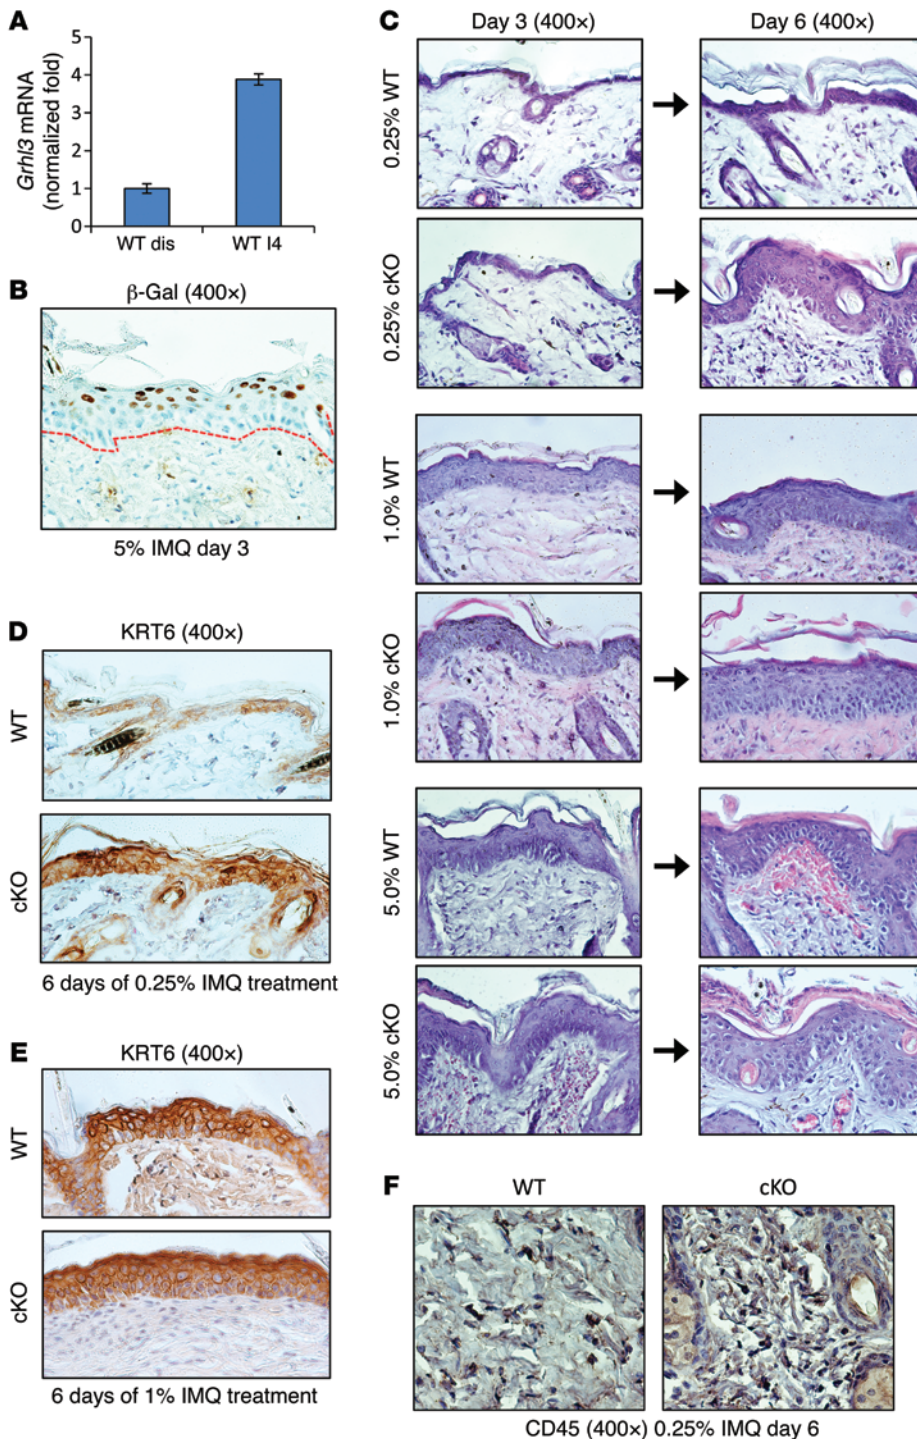 A
Grhl3 mRNA
(normalized fold)
5
4
3
2
1
0
WT dis
WT I4
B
β-Gal (400×)
5% IMQ day 3
C
Day 3 (400×)
Day 6 (400×)
0.25% WT
0.25% cKO
1.0% WT
1.0% cKO
5.0% WT
5.0% cKO
D
KRT6 (400×)
WT
cKO
6 days of 0.25% IMQ treatment
E
KRT6 (400×)
WT
cKO
6 days of 1% IMQ treatment
F
WT
cKO
CD45 (400×) 0.25% IMQ day 6